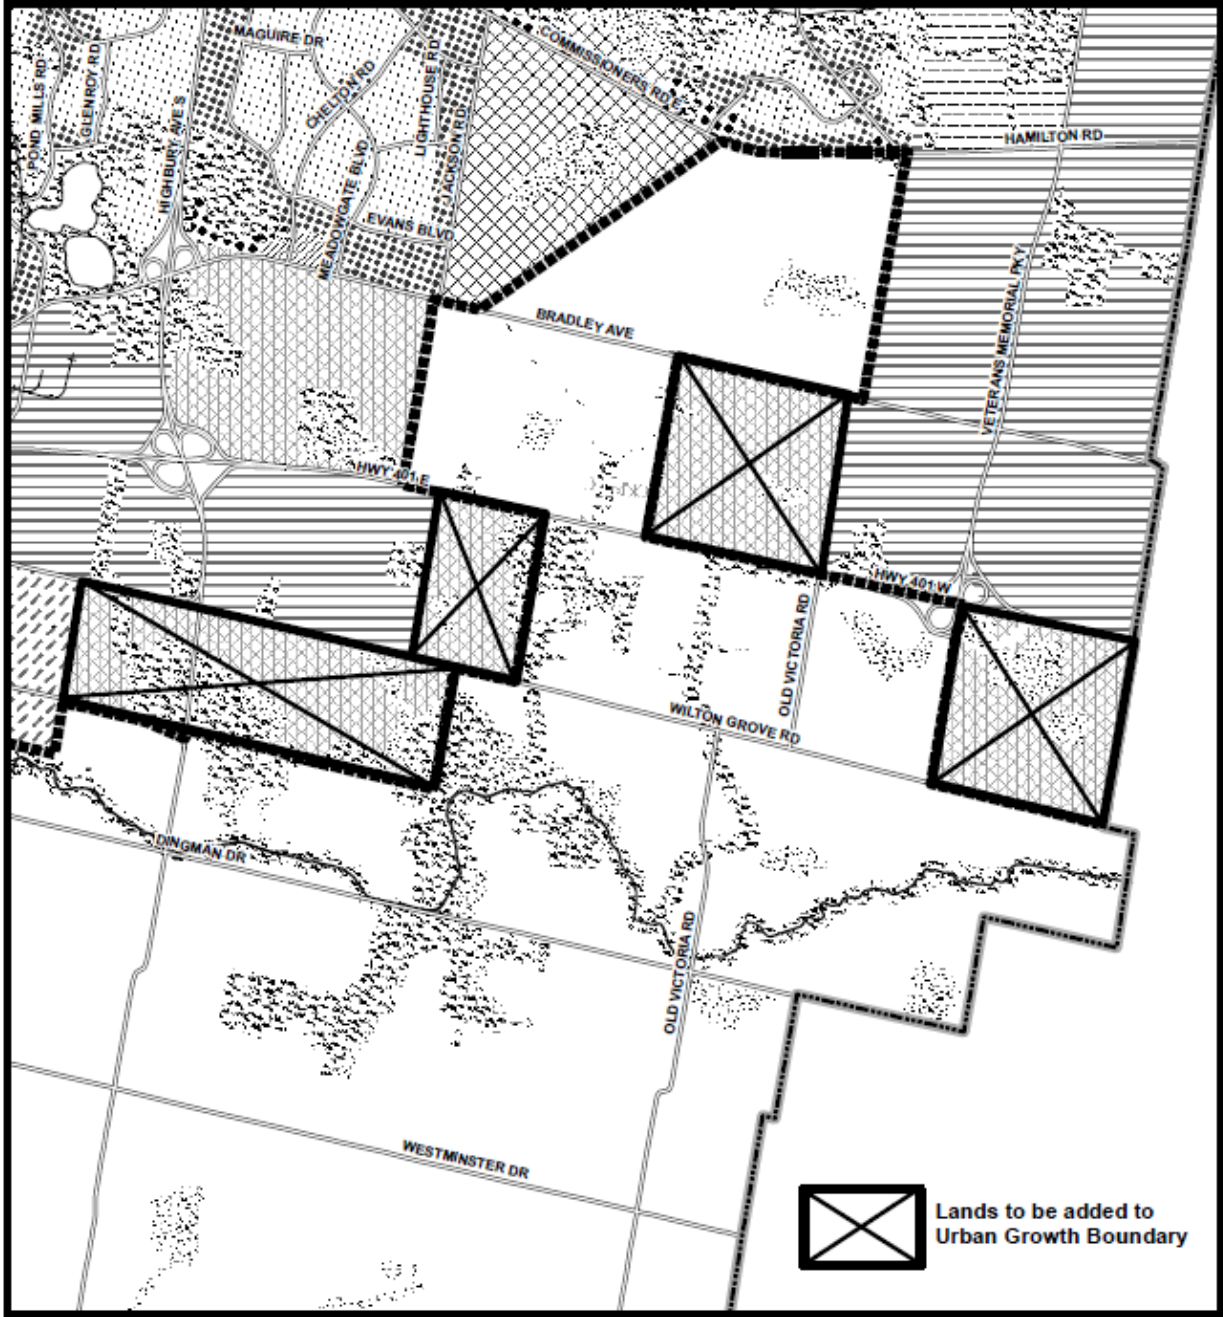 MAGUIRE DR
COMMISSIONERS RD E
POND MILLS RD
GLENROY RD
CHELTON RD
LIGHTHOUSE RD
HIGHBURY AVE S
JACKSON RD
HAMILTON RD
MEADOWGATE BLVD
EVANS BLVD
BRADLEY AVE
VETERANS MEMORIAL PKY
HWY 401 E
HWY 401 W
OLD VICTORIA RD
WILTON GROVE RD
DINGMAN DR
OLD VICTORIA RD
WESTMINSTER DR
Lands to be added to
Urban Growth Boundary